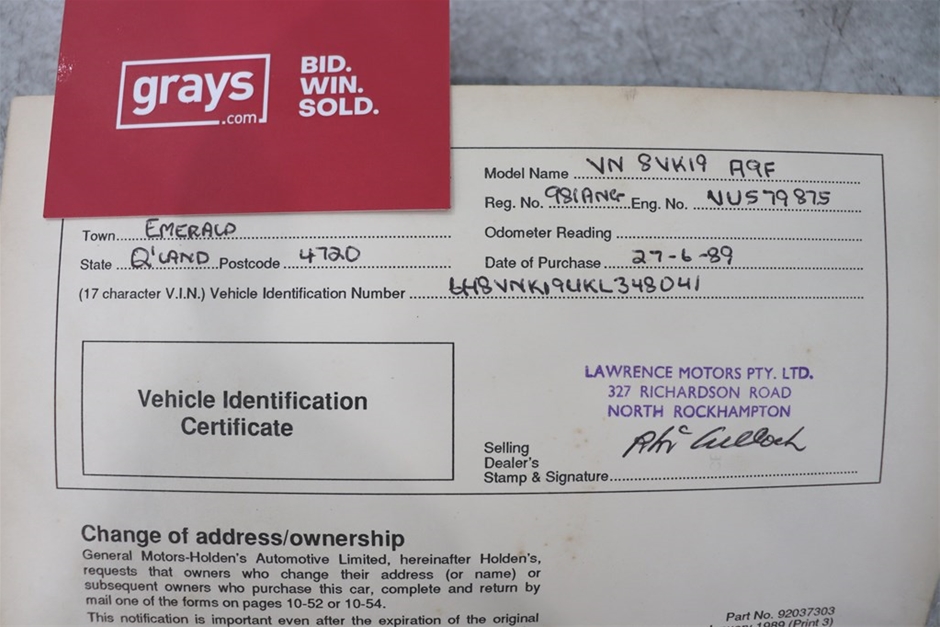 grays
.com
BID.
WIN.
SOLD.
Model Name VN 8VK19 A9F
Reg. No. 981ANG Eng. No. VU579875
Town EMERALD
Odometer Reading
State Q'LAND Postcode 4720
Date of Purchase 27-6-89
(17 character V.I.N.) Vehicle Identification Number 6H8VNK19UKL348041
Vehicle Identification
Certificate
LAWRENCE MOTORS PTY. LTD.
327 RICHARDSON ROAD
NORTH ROCKHAMPTON
Selling
Dealer's
Stamp & Signature
Change of address/ownership
General Motors-Holden's Automotive Limited, hereinafter Holden's,
requests that owners who change their address (or name) or
subsequent owners who purchase this car, complete and return by
mail one of the forms on pages 10-52 or 10-54.
This notification is important even after the expiration of the original
Part No. 92037303
January 1989 (Print 3)